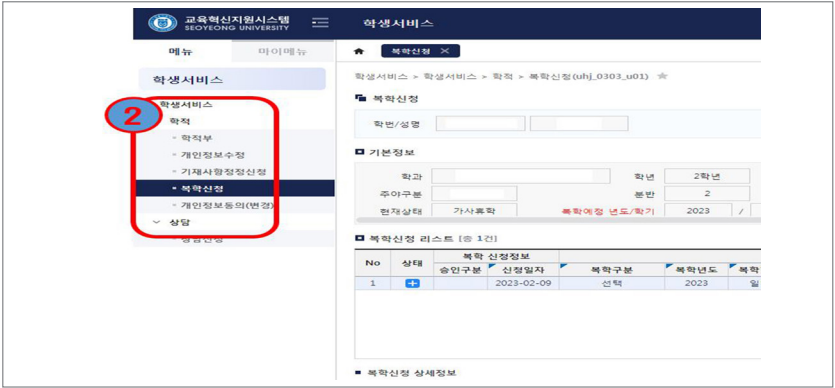 교육혁신지원시스템
SEOYEONG UNIVERSITY
학생서비스
메뉴 마이메뉴
복학신청 ×
학생서비스
학생서비스 > 학생서비스 > 학적 > 복학신청(uhj_0303_u01)
학생서비스
복학신청
2
학적
학번/성명
학적부
개인정보수정
기본정보
기재사항정정신청
학과 학년 2학년
복학신청
주야구분 분반 2
개인정보동의(변경)
현재상태 가사휴학 복학예정 년도/학기 2023 /
상담
복학신청 리스트 [총 1건]
No 상태 복학 신청정보
승인구분 신청일자 복학구분 복학년도 복학
1 2023-02-09 선택 2023
복학신청 상세정보